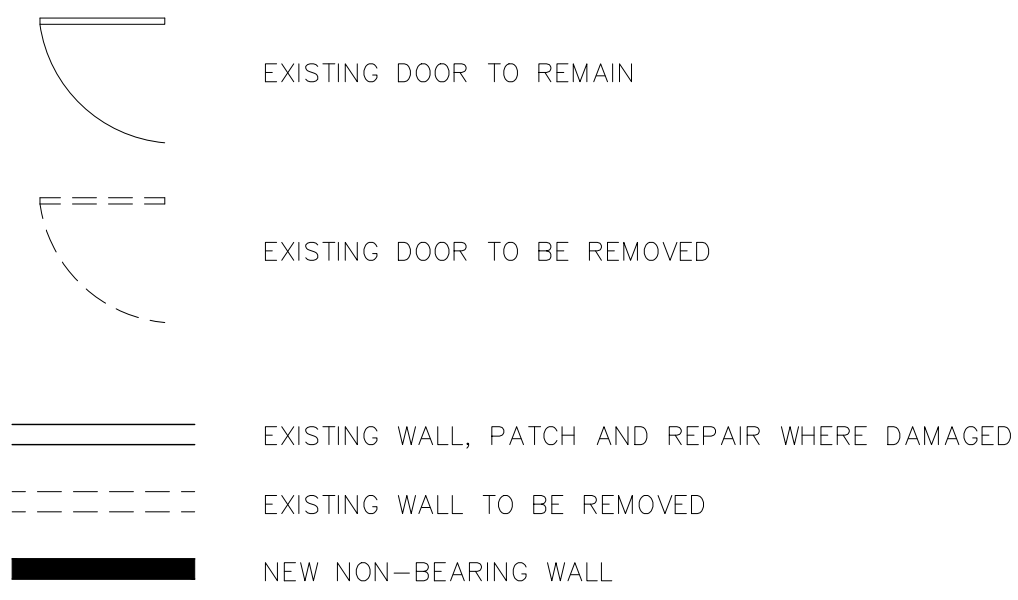 EXISTING DOOR TO REMAIN
EXISTING DOOR TO BE REMOVED
EXISTING WALL, PATCH AND REPAIR WHERE DAMAGED
EXISTING WALL TO BE REMOVED
NEW NON-BEARING WALL